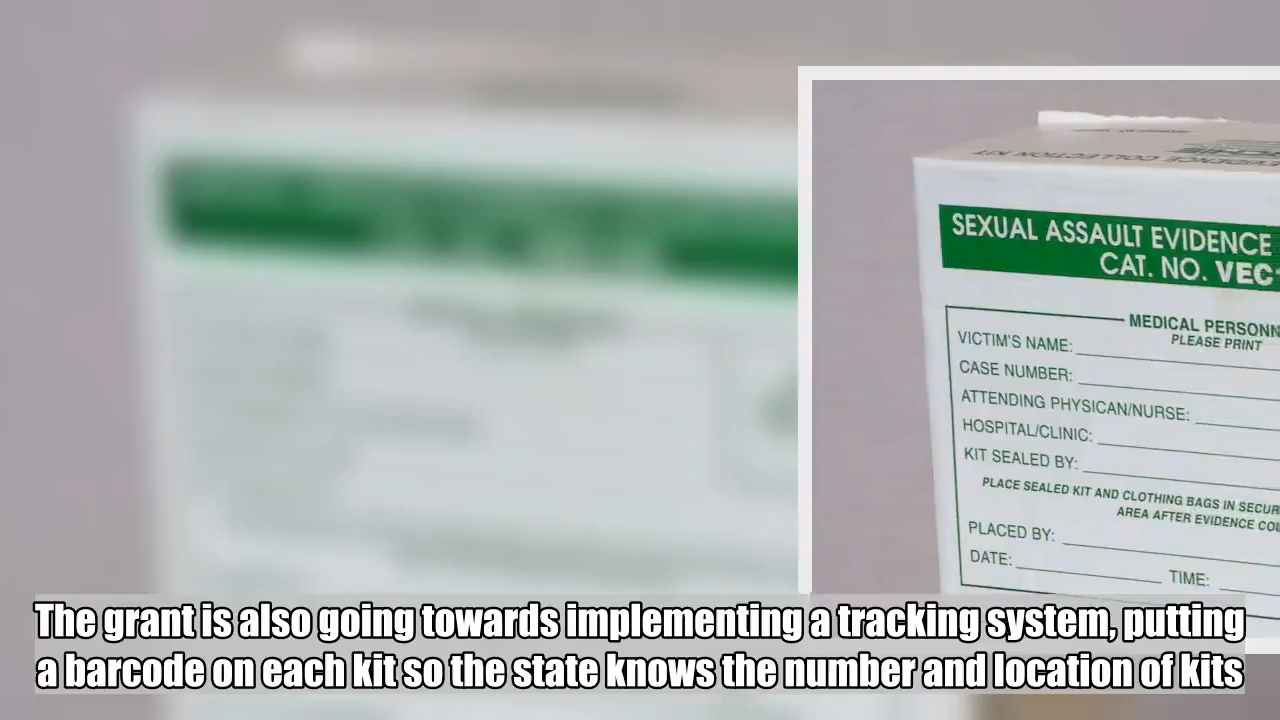 EVIDENCE COLLECTION KIT
SEXUAL ASSAULT EVIDENCE
CAT. NO. VEC
MEDICAL PERSONN
PLEASE PRINT
VICTIM'S NAME:
CASE NUMBER:
ATTENDING PHYSICAN/NURSE:
HOSPITAL/CLINIC:
KIT SEALED BY:
PLACE SEALED KIT AND CLOTHING BAGS IN SECUR
AREA AFTER EVIDENCE COL
PLACED BY:
DATE:
TIME:
The grant is also going towards implementing a tracking system, putting
a barcode on each kit so the state knows the number and location of kits